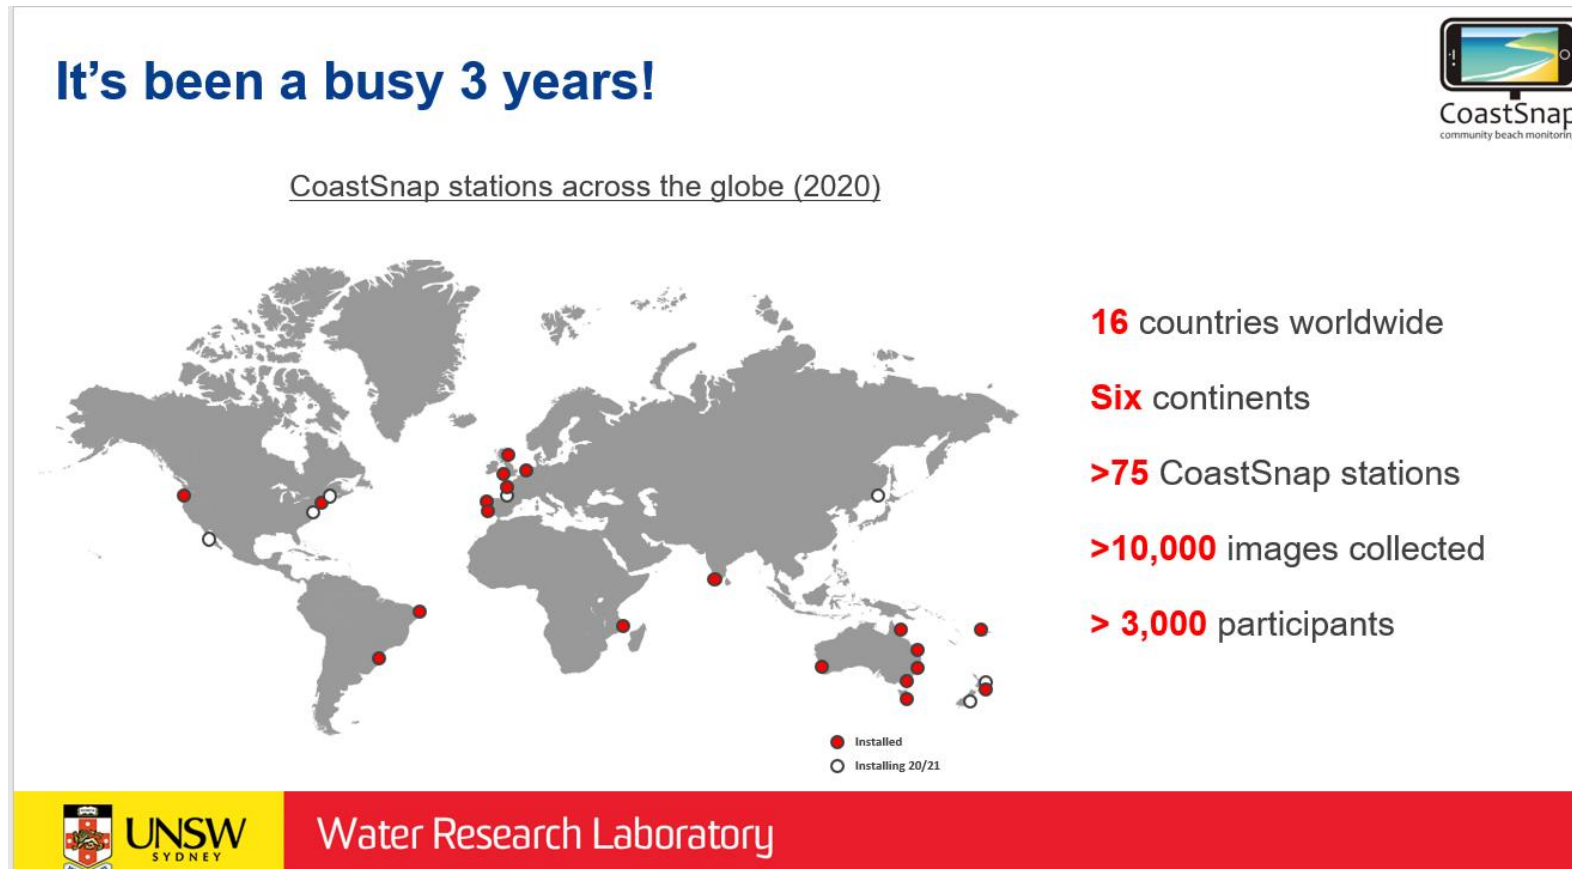 It's been a busy 3 years!
CoastSnap
community beach monitoring
CoastSnap stations across the globe (2020)
16 countries worldwide
Six continents
>75 CoastSnap stations
>10,000 images collected
> 3,000 participants
Installed
Installing 20/21
UNSW
SYDNEY
Water Research Laboratory